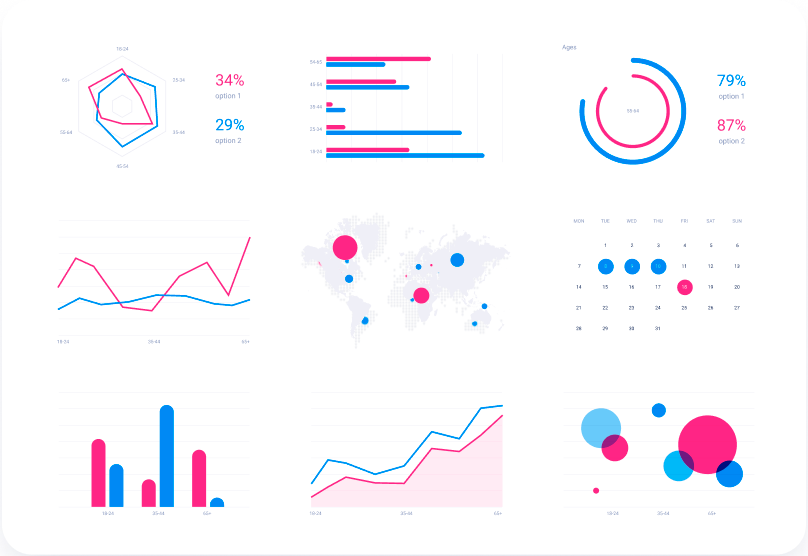 18-24
65+
25-34
55-64
35-44
45-54
34%
option 1
29%
option 2
54-65
45-54
35-44
25-34
18-24
Ages
55-64
79%
option 1
87%
option 2
18-24
35-44
65+
MON TUE WED THU FRI SAT SUN
1 2 3 4 5 6
7 8 9 10 11 12 13
14 15 16 17 18 19 20
21 22 23 24 25 26 27
28 29 30 31
18-24
35-44
65+
18-24
35-44
65+
18-24
35-44
65+